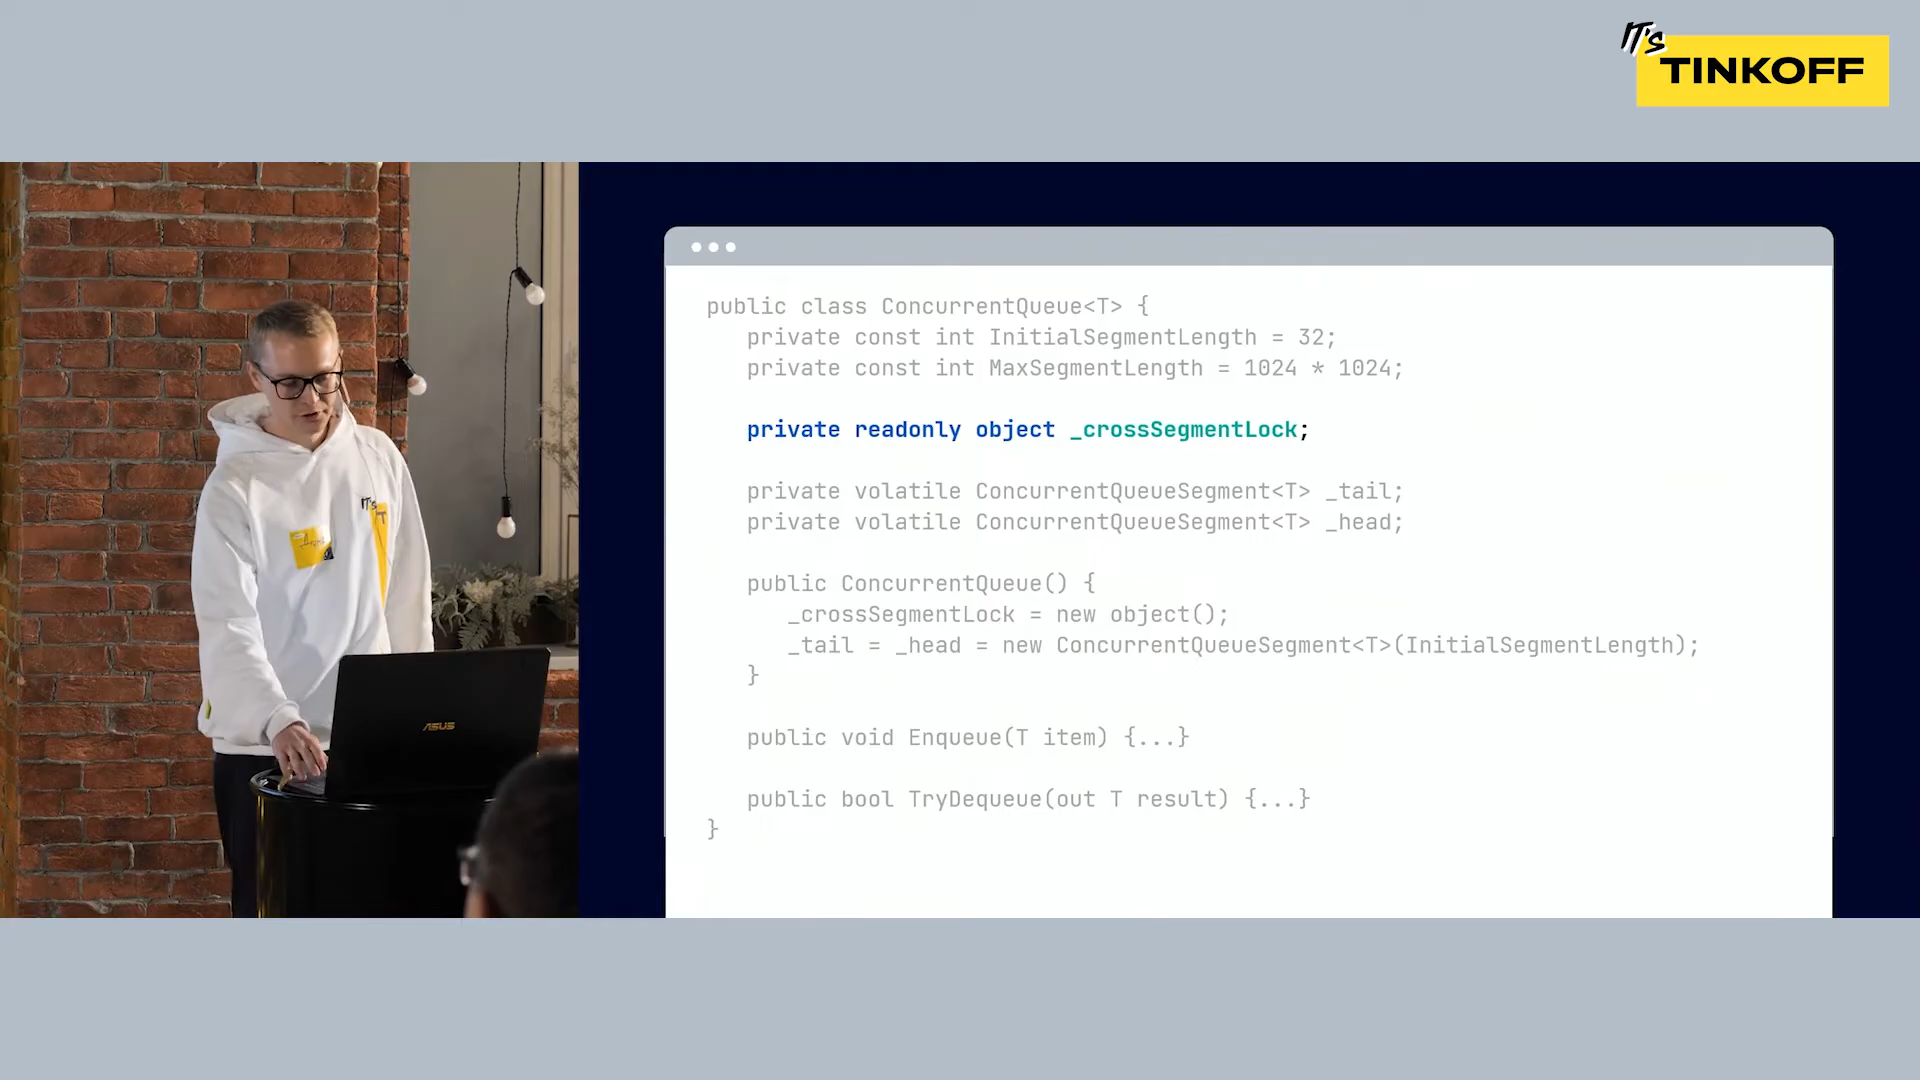 IT's
TINKOFF
public class ConcurrentQueue<T> {
private const int InitialSegmentLength = 32;
private const int MaxSegmentLength = 1024 * 1024;
private readonly object _crossSegmentLock;
private volatile ConcurrentQueueSegment<T> _tail;
private volatile ConcurrentQueueSegment<T> _head;
public ConcurrentQueue() {
_crossSegmentLock = new object();
_tail = _head = new ConcurrentQueueSegment<T>(InitialSegmentLength);
}
public void Enqueue(T item) {...}
public bool TryDequeue(out T result) {...}
}
IT's
T
ASUS